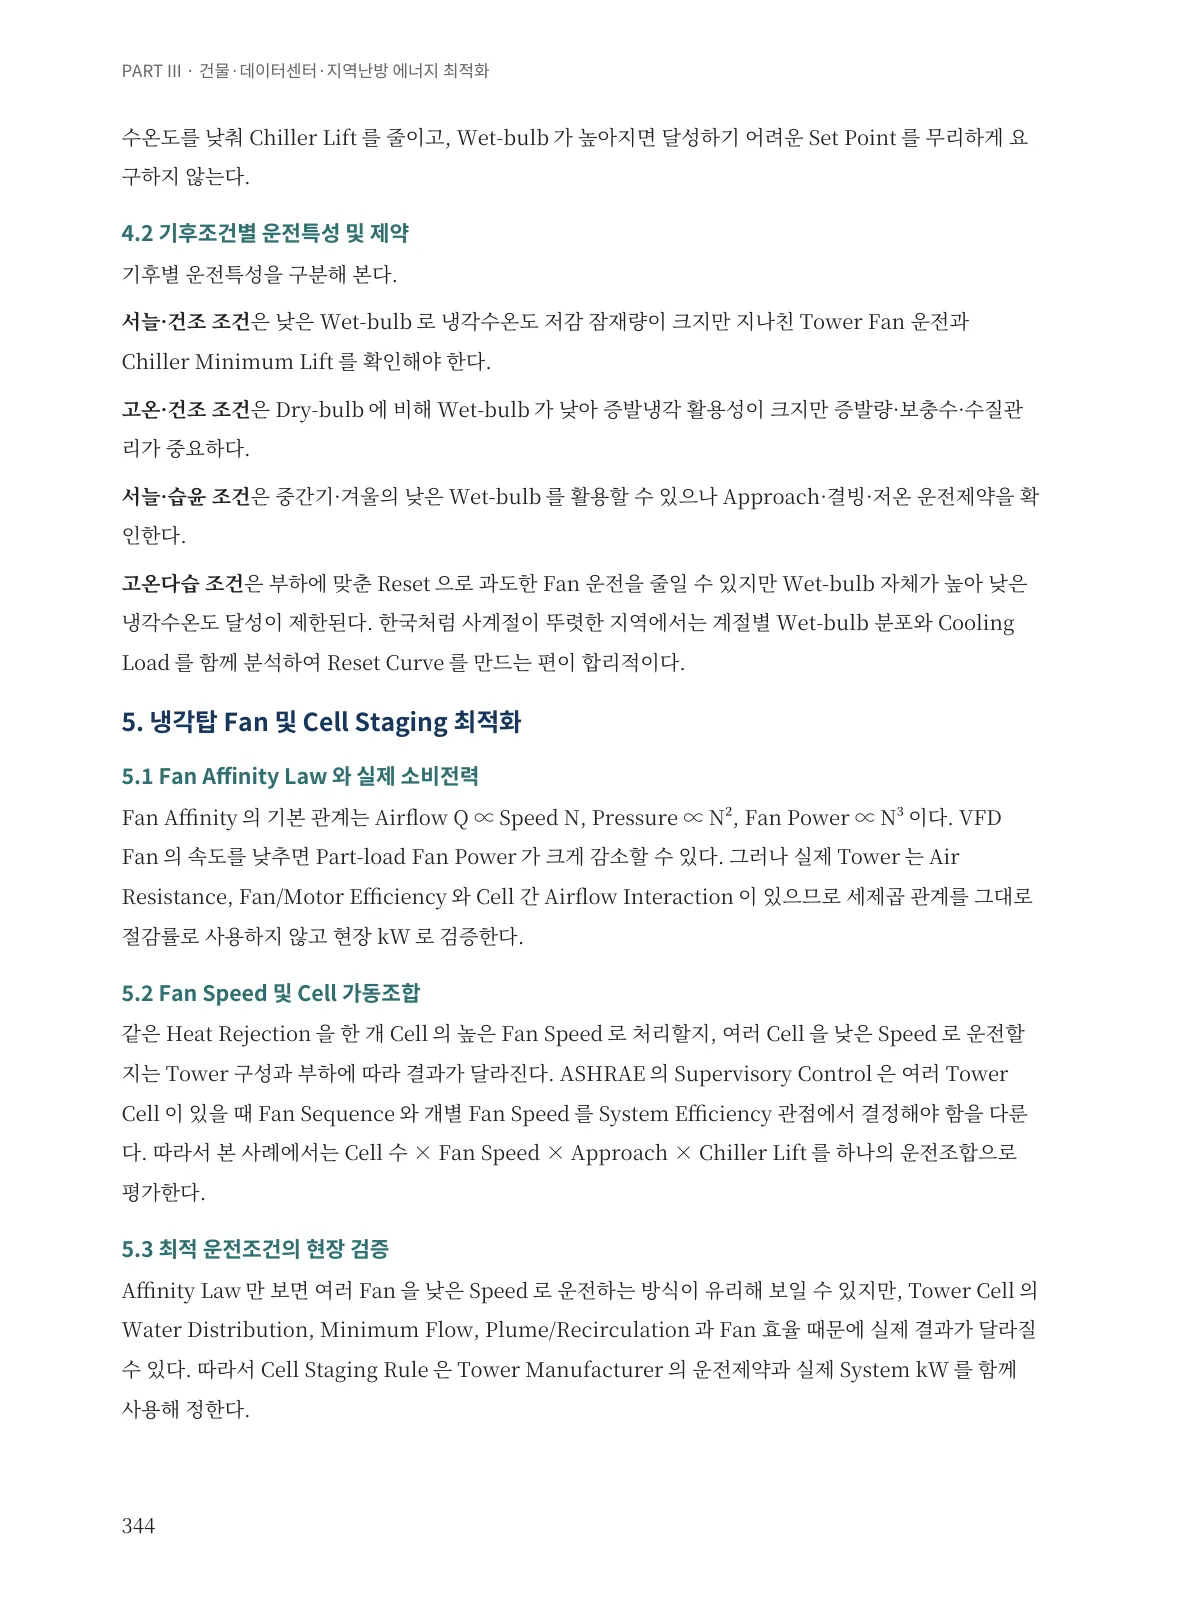 PART III · 건물·데이터센터·지역난방 에너지 최적화
수온도를 낮춰 Chiller Lift를 줄이고, Wet-bulb가 높아지면 달성하기 어려운 Set Point를 무리하게 요
구하지 않는다.
4.2 기후조건별 운전특성 및 제약
기후별 운전특성을 구분해 본다.
서늘·건조 조건은 낮은 Wet-bulb로 냉각수온도 저감 잠재량이 크지만 지나친 Tower Fan 운전과
Chiller Minimum Lift를 확인해야 한다.
고온·건조 조건은 Dry-bulb에 비해 Wet-bulb가 낮아 증발냉각 활용성이 크지만 증발량·보충수·수질관
리가 중요하다.
서늘·습윤 조건은 중간기·겨울의 낮은 Wet-bulb를 활용할 수 있으나 Approach·결빙·저온 운전제약을 확
인한다.
고온다습 조건은 부하에 맞춘 Reset으로 과도한 Fan 운전을 줄일 수 있지만 Wet-bulb 자체가 높아 낮은
냉각수온도 달성이 제한된다. 한국처럼 사계절이 뚜렷한 지역에서는 계절별 Wet-bulb 분포와 Cooling
Load를 함께 분석하여 Reset Curve를 만드는 편이 합리적이다.
5. 냉각탑 Fan 및 Cell Staging 최적화
5.1 Fan Affinity Law와 실제 소비전력
Fan Affinity의 기본 관계는 Airflow Q ∝ Speed N, Pressure ∝ N², Fan Power ∝ N³이다. VFD
Fan의 속도를 낮추면 Part-load Fan Power가 크게 감소할 수 있다. 그러나 실제 Tower는 Air
Resistance, Fan/Motor Efficiency와 Cell 간 Airflow Interaction이 있으므로 세제곱 관계를 그대로
절감률로 사용하지 않고 현장 kW로 검증한다.
5.2 Fan Speed 및 Cell 가동조합
같은 Heat Rejection을 한 개 Cell의 높은 Fan Speed로 처리할지, 여러 Cell을 낮은 Speed로 운전할
지는 Tower 구성과 부하에 따라 결과가 달라진다. ASHRAE의 Supervisory Control은 여러 Tower
Cell이 있을 때 Fan Sequence와 개별 Fan Speed를 System Efficiency 관점에서 결정해야 함을 다룬
다. 따라서 본 사례에서는 Cell 수 × Fan Speed × Approach × Chiller Lift를 하나의 운전조합으로
평가한다.
5.3 최적 운전조건의 현장 검증
Affinity Law만 보면 여러 Fan을 낮은 Speed로 운전하는 방식이 유리해 보일 수 있지만, Tower Cell의
Water Distribution, Minimum Flow, Plume/Recirculation과 Fan 효율 때문에 실제 결과가 달라질
수 있다. 따라서 Cell Staging Rule은 Tower Manufacturer의 운전제약과 실제 System kW를 함께
사용해 정한다.
344